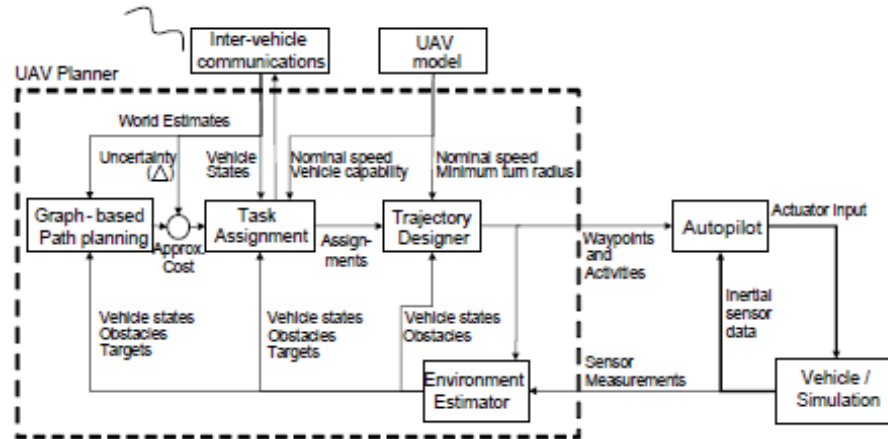 Inter-vehicle
communications
UAV
model
UAV Planner
World Estimates
Uncertainty
(△)
Vehicle
States
Nominal speed
Vehicle capability
Nominal speed
Minimum turn radius
Graph - based
Path planning
Approx.
Cost
Task
Assignment
Assign-
ments
Trajectory
Designer
Waypoints
and
Activities
Autopilot
Actuator Input
Inertial
sensor
data
Vehicle states
Obstacles
Targets
Vehicle states
Obstacles
Targets
Vehicle states
Obstacles
Environment
Estimator
Sensor
Measurements
Vehicle /
Simulation